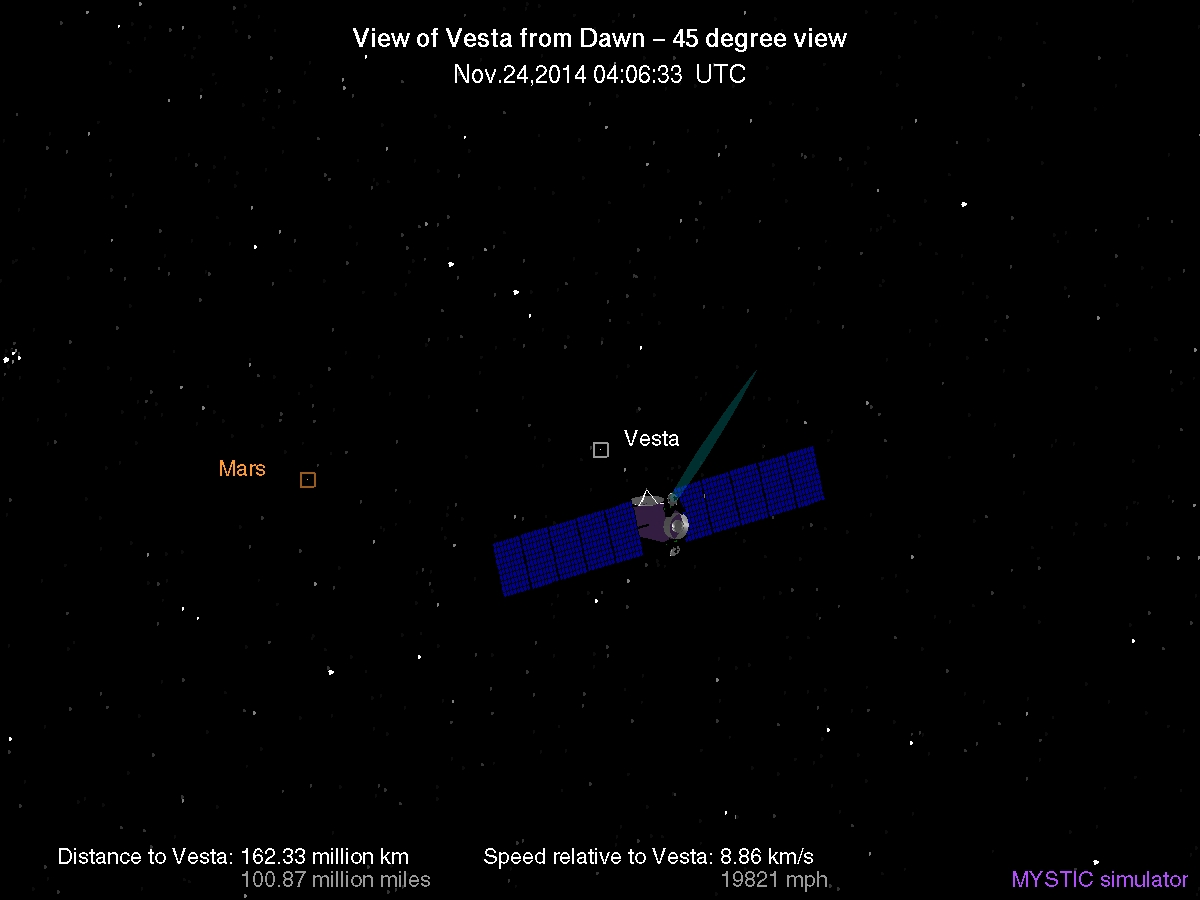 View of Vesta from Dawn – 45 degree view
Nov.24,2014 04:06:33 UTC
Vesta
Mars
Distance to Vesta: 162.33 million km
100.87 million miles
Speed relative to Vesta: 8.86 km/s
19821 mph
MYSTIC simulator